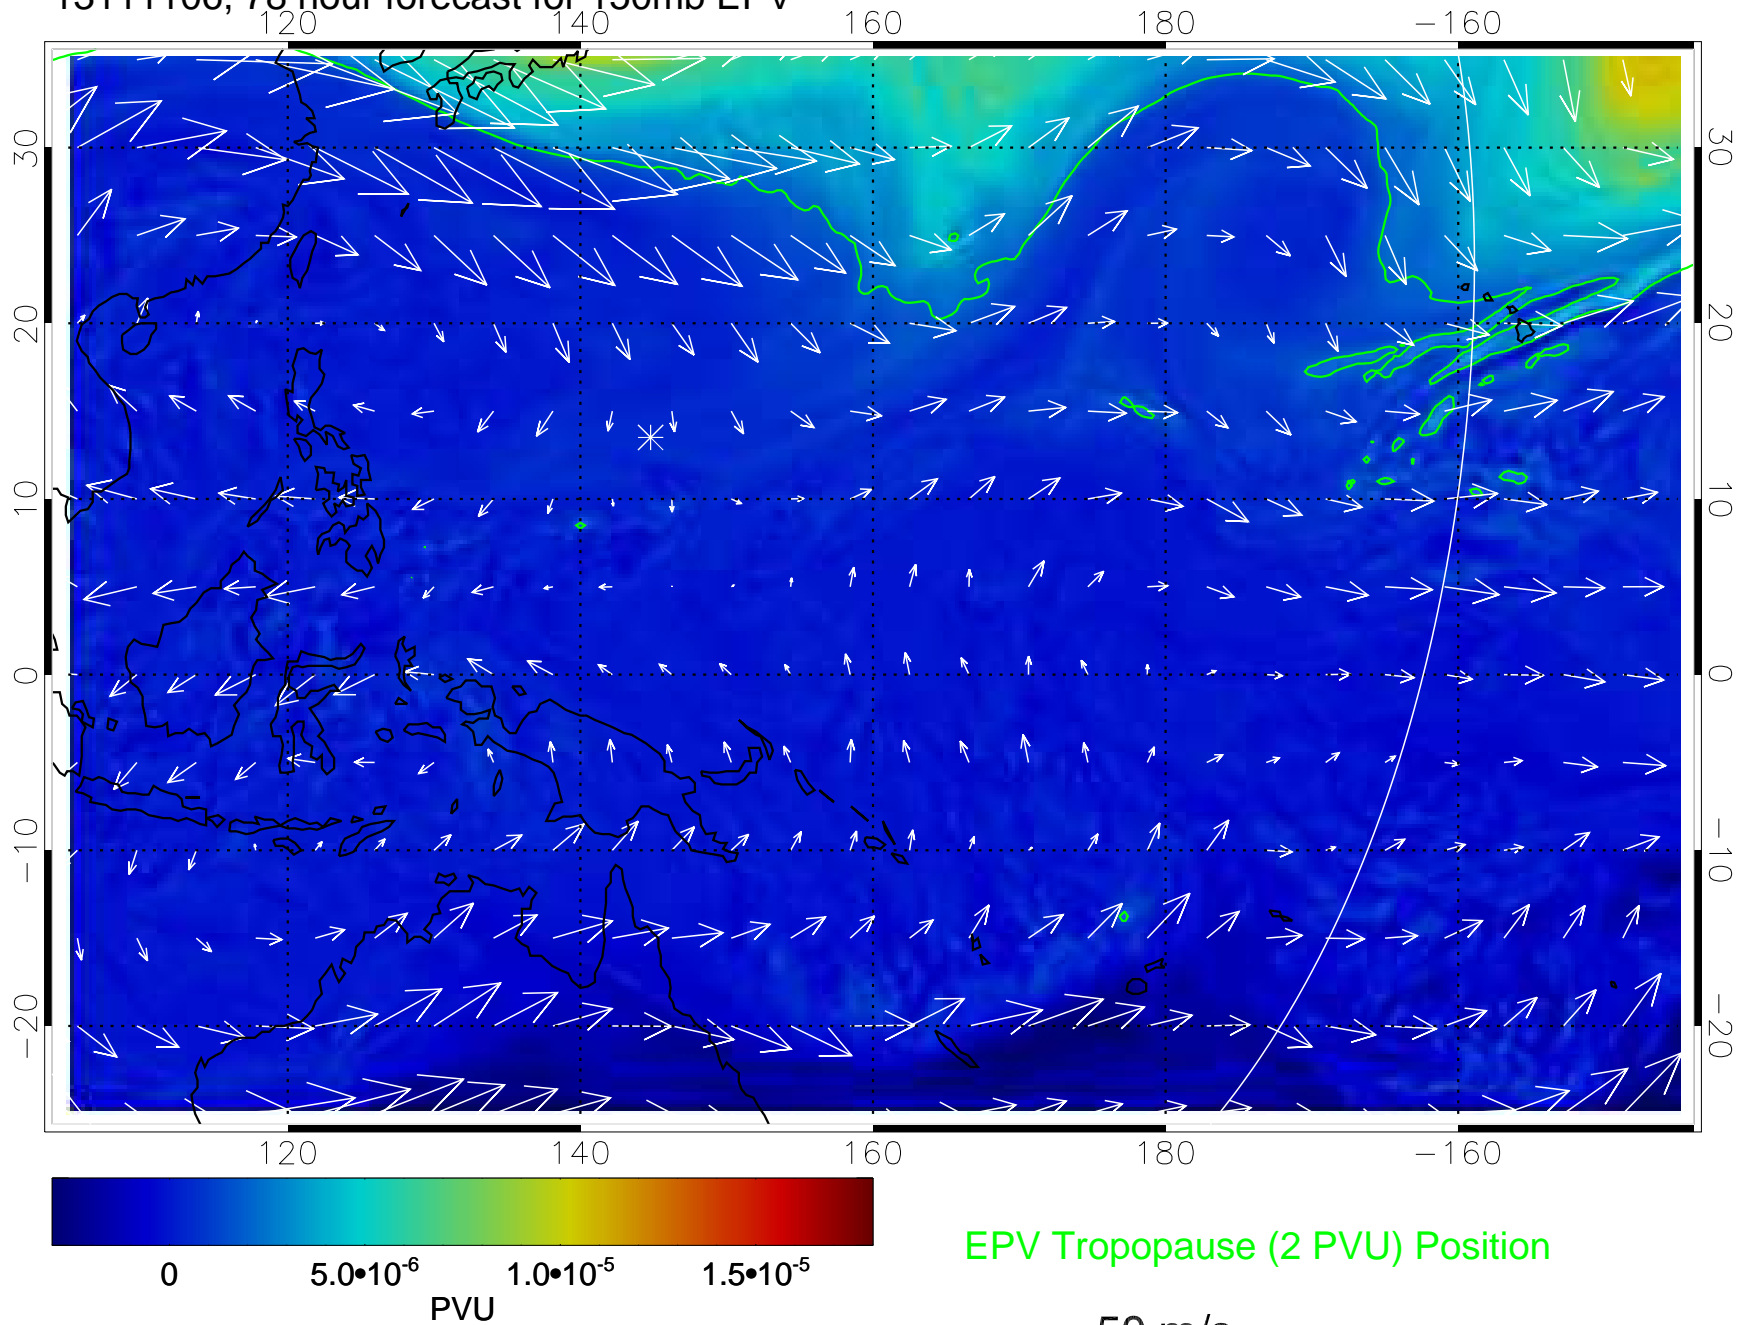 13111106, 78 hour forecast for 150mb EPV
120 140 160 180 −160
30 30
20 20
10 10
0 0
−10 −10
−20 −20
120 140 160 180 −160
0 5.0•10-6 1.0•10-5 1.5•10-5
PVU
EPV Tropopause (2 PVU) Position
50 m/s